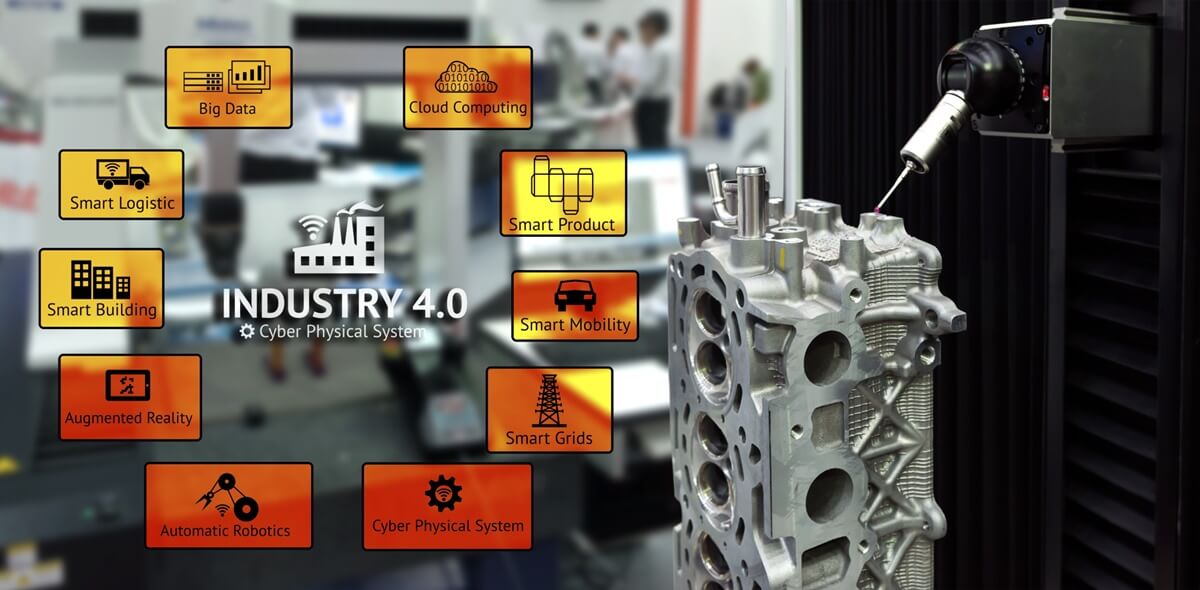 Big Data
Cloud Computing
Smart Logistic
Smart Product
Smart Building
INDUSTRY 4.0
Cyber Physical System
Smart Mobility
Augmented Reality
Smart Grids
Automatic Robotics
Cyber Physical System